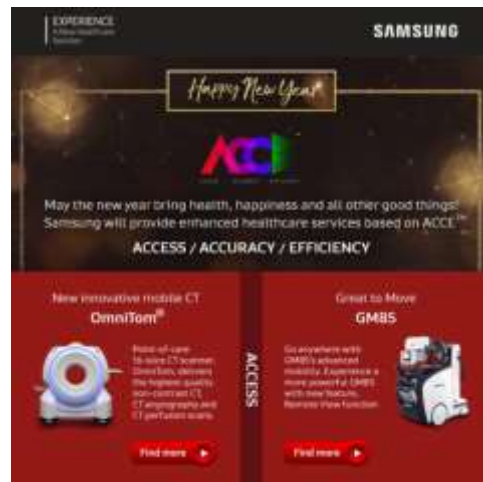 EXPERIENCE
A New Healthcare
SAMSUNG
Happy New Year
ACCE
May the new year bring health, happiness and all other good things!
Samsung will provide enhanced healthcare services based on ACCE™
ACCESS / ACCURACY / EFFICIENCY
New innovative mobile CT
OmniTom®
Point-of-care
16-slice CT scanner,
OmniTom, delivers
the highest quality
non-contrast CT,
CT angiography and
CT perfusion scans.
Find more
ACCESS
Great to Move
GM85
Go anywhere with
GM85's advanced
mobility. Experience a
more powerful GM85
with new feature,
Remote View function.
Find more